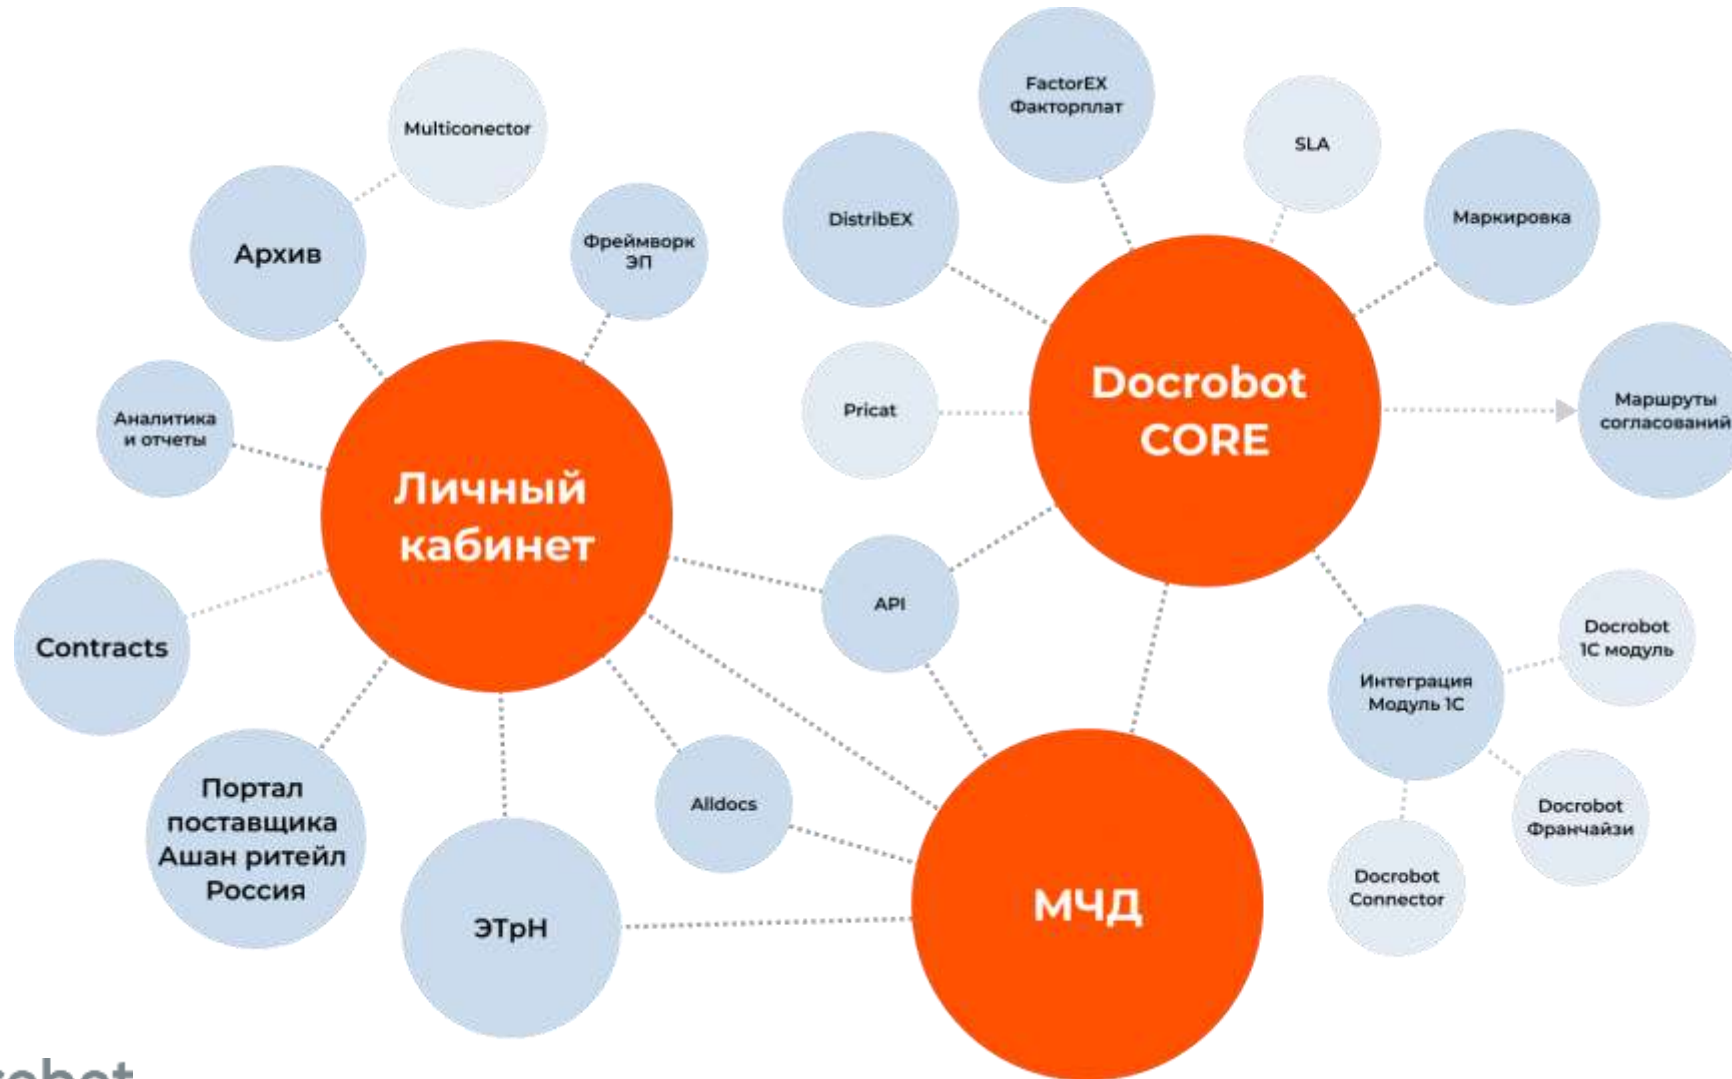 FactorEX
Факторплат
Multiconector
SLA
DistribEX
Маркировка
Фреймворк
ЭП
Архив
Docrobot
CORE
Pricat
Маршруты
согласований
Аналитика
и отчеты
Личный
кабинет
API
Contracts
Docrobot
1С модуль
Интеграция
Модуль 1С
Портал
поставщика
Ашан ритейл
Россия
Alldocs
Docrobot
Франчайзи
Docrobot
Connector
МЧД
ЭТрН